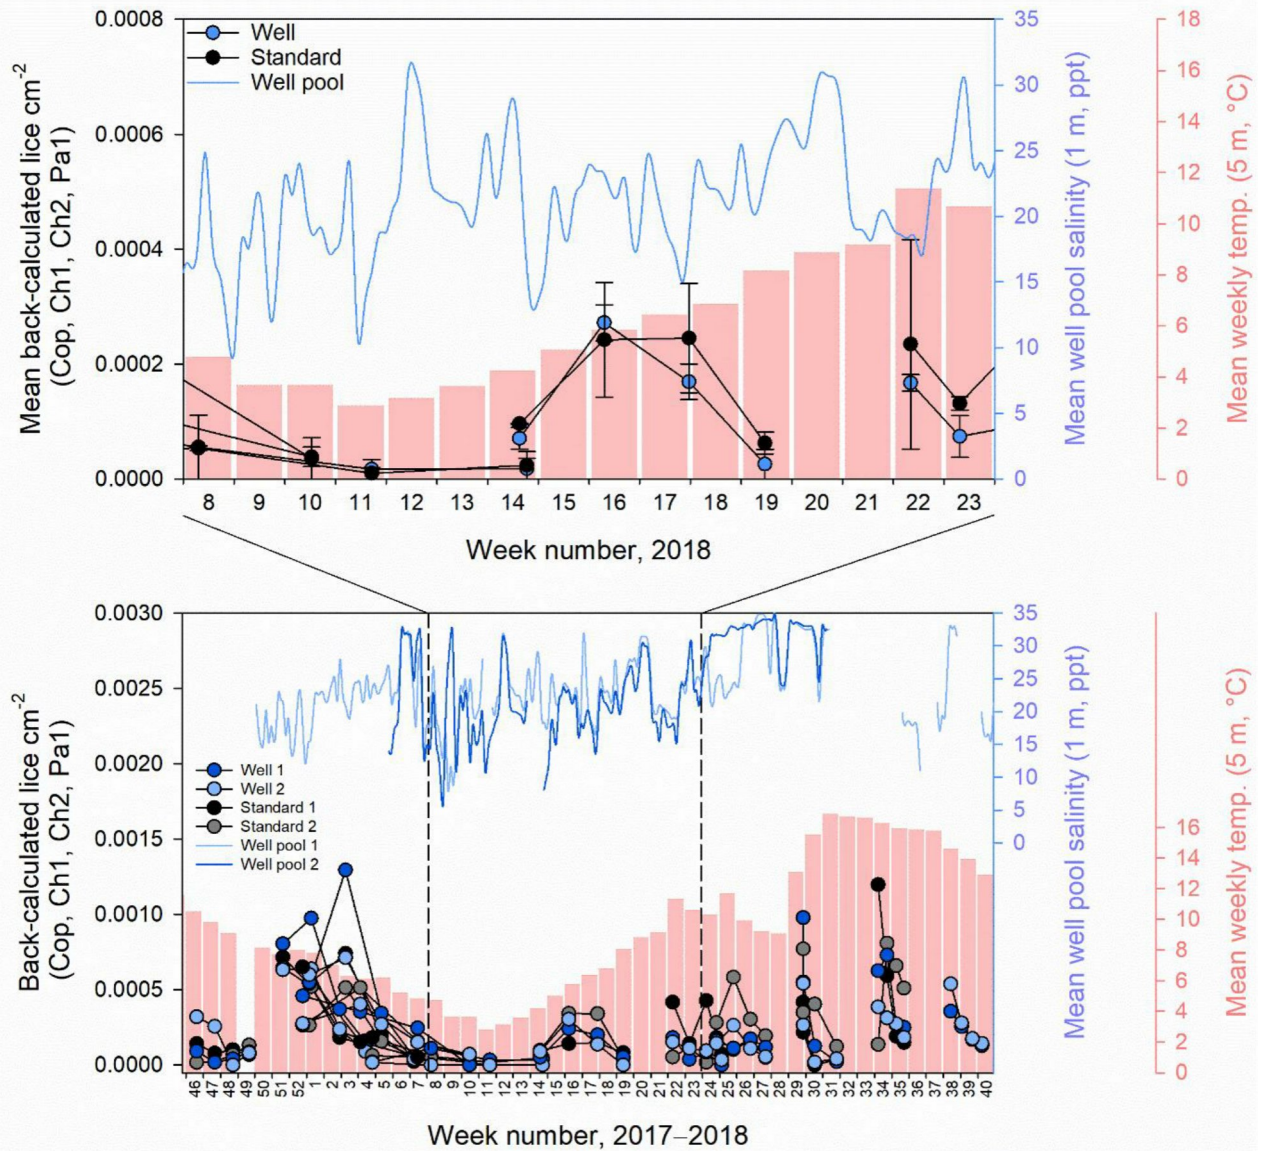 0.0008
0.0006
0.0004
0.0002
0.0000
Mean back-calculated lice cm-2
(Cop, Ch1, Ch2, Pa1)
Well
Standard
Well pool
35
30
25
20
15
10
5
0
Mean well pool salinity (1 m, ppt)
18
16
14
12
10
8
6
4
2
0
Mean weekly temp. (5 m, °C)
8 9 10 11 12 13 14 15 16 17 18 19 20 21 22 23
Week number, 2018
0.0030
0.0025
0.0020
0.0015
0.0010
0.0005
0.0000
Back-calculated lice cm-2
(Cop, Ch1, Ch2, Pa1)
Well 1
Well 2
Standard 1
Standard 2
Well pool 1
Well pool 2
35
30
25
20
15
10
5
0
Mean well pool salinity (1 m, ppt)
16
14
12
10
8
6
4
2
0
Mean weekly temp. (5 m, °C)
46 47 48 49 50 51 52 1 2 3 4 5 6 7 8 9 10 11 12 13 14 15 16 17 18 19 20 21 22 23 24 25 26 27 28 29 30 31 32 33 34 35 36 37 38 39 40
Week number, 2017–2018